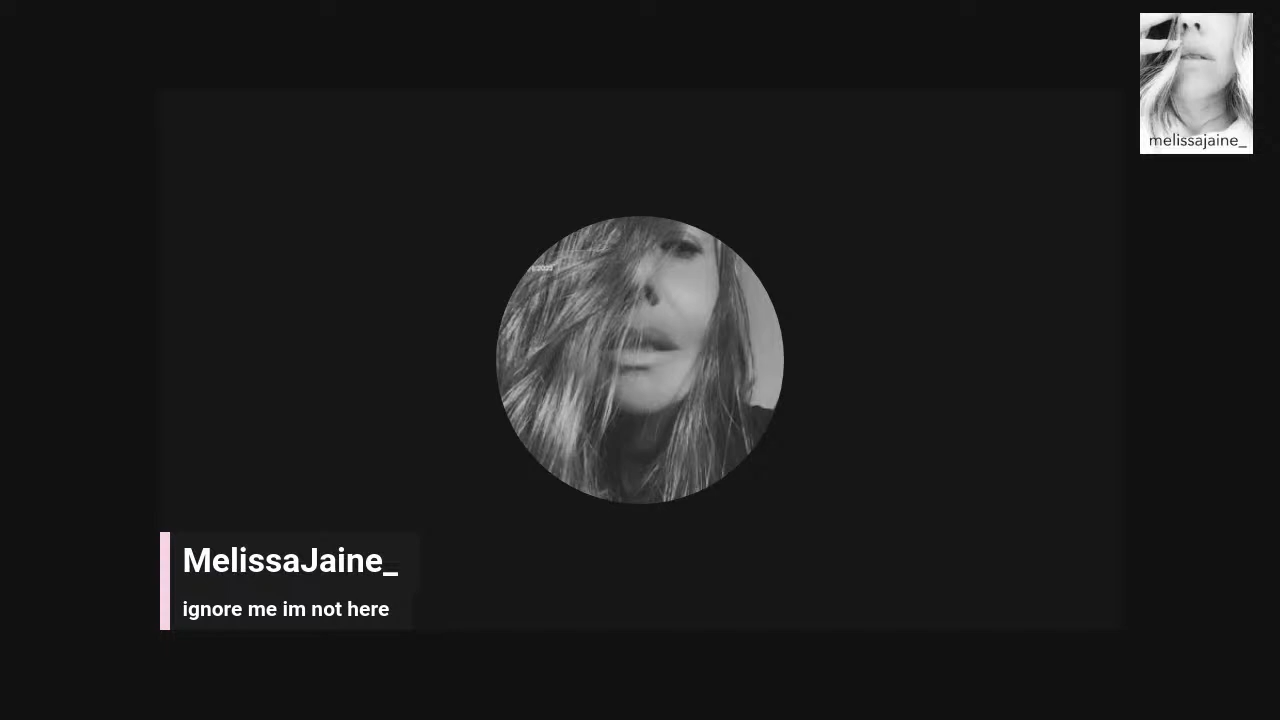 melissajaine_
MelissaJaine_
ignore me im not here